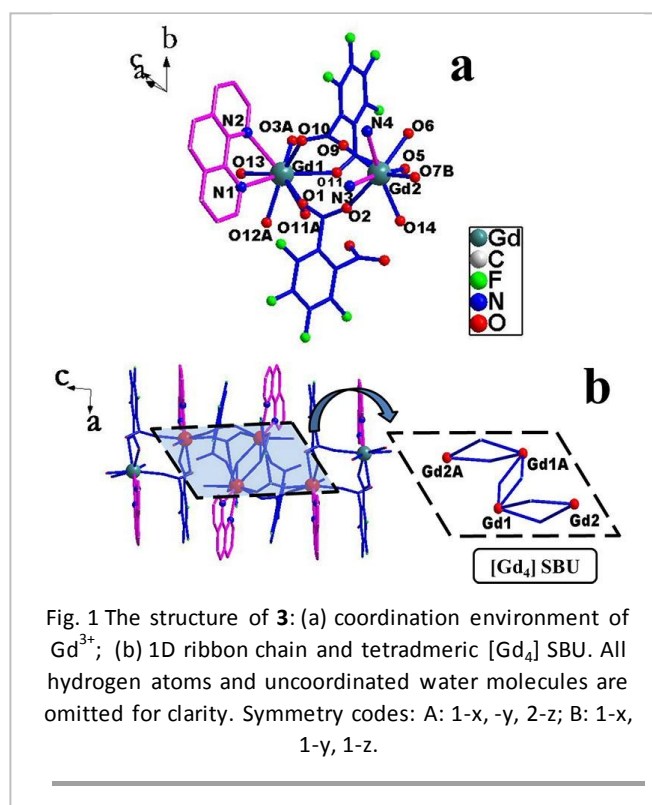 b
c
a
a
N2
O3A
O10
O9
N4
O6
O13
Gd1
O5
O7B
O11
Gd2
N1
O1
N3
O2
O12A
O11A
O14
Gd
C
F
N
O
c
a
b
Gd2A
Gd1A
Gd1
Gd2
[Gd₄] SBU
Fig. 1 The structure of 3: (a) coordination environment of
Gd³⁺; (b) 1D ribbon chain and tetradmeric [Gd₄] SBU. All
hydrogen atoms and uncoordinated water molecules are
omitted for clarity. Symmetry codes: A: 1-x, -y, 2-z; B: 1-x,
1-y, 1-z.